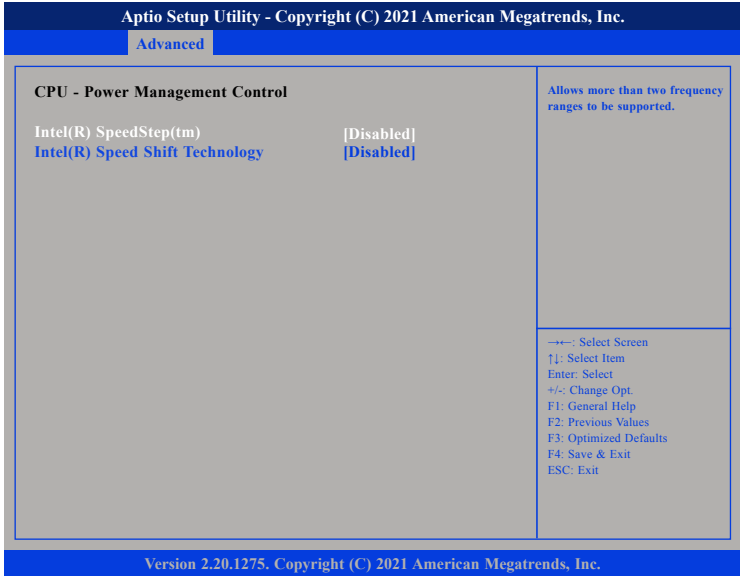 Aptio Setup Utility - Copyright (C) 2021 American Megatrends, Inc.
Advanced
CPU - Power Management Control
Intel(R) SpeedStep(tm) [Disabled]
Intel(R) Speed Shift Technology [Disabled]
Allows more than two frequency
ranges to be supported.
→←: Select Screen
↑↓: Select Item
Enter: Select
+/-: Change Opt.
F1: General Help
F2: Previous Values
F3: Optimized Defaults
F4: Save & Exit
ESC: Exit
Version 2.20.1275. Copyright (C) 2021 American Megatrends, Inc.